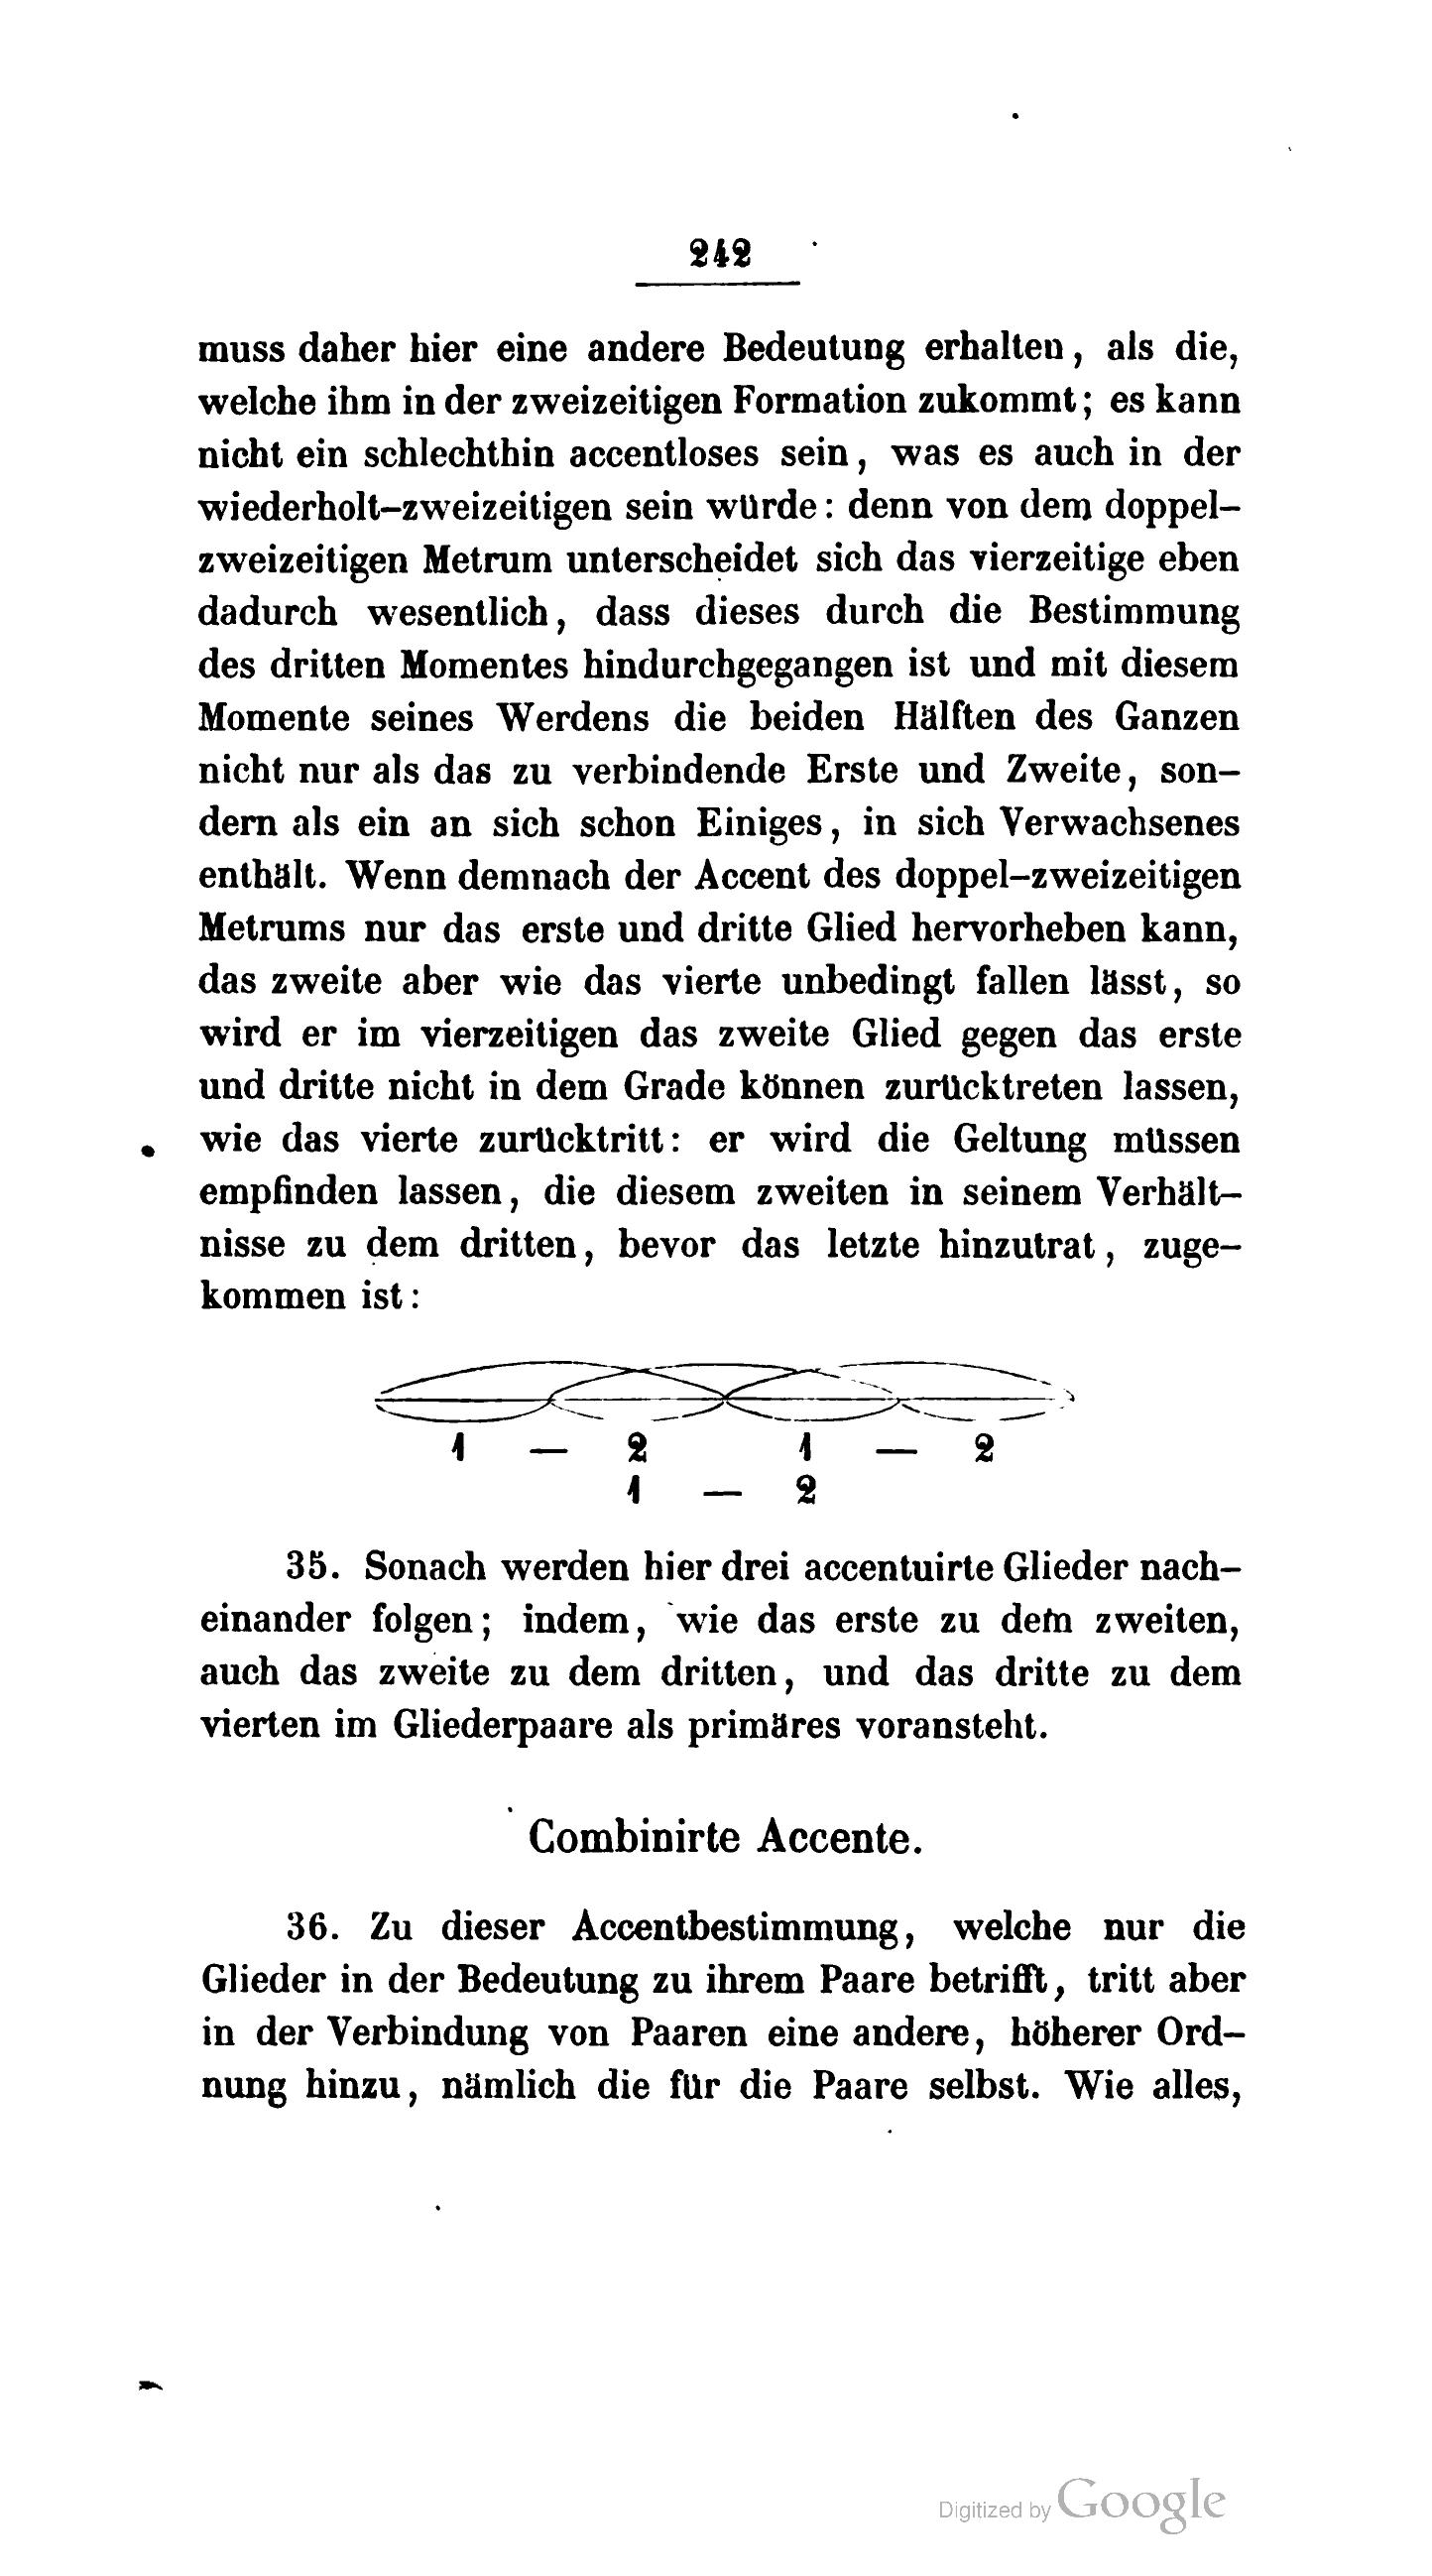 242
muss daher hier eine andere Bedeutung erhalten, als die,
welche ihm in der zweizeitigen Formation zukommt; es kann
nicht ein schlechthin accentloses sein, was es auch in der
wiederholt-zweizeitigen sein würde: denn von dem doppel-
zweizeitigen Metrum unterscheidet sich das vierzeitige eben
dadurch wesentlich, dass dieses durch die Bestimmung
des dritten Momentes hindurchgegangen ist und mit diesem
Momente seines Werdens die beiden Hälften des Ganzen
nicht nur als das zu verbindende Erste und Zweite, son-
dern als ein an sich schon Einiges, in sich Verwachsenes
enthält. Wenn demnach der Accent des doppel-zweizeitigen
Metrums nur das erste und dritte Glied hervorheben kann,
das zweite aber wie das vierte unbedingt fallen lässt, so
wird er im vierzeitigen das zweite Glied gegen das erste
und dritte nicht in dem Grade können zurücktreten lassen,
wie das vierte zurücktritt: er wird die Geltung müssen
empfinden lassen, die diesem zweiten in seinem Verhält-
nisse zu dem dritten, bevor das letzte hinzutrat, zuge-
kommen ist:
1 — 2 1 — 2
1 — 2
35. Sonach werden hier drei accentuirte Glieder nach-
einander folgen; indem, wie das erste zu dem zweiten,
auch das zweite zu dem dritten, und das dritte zu dem
vierten im Gliederpaare als primäres voransteht.
Combinirte Accente.
36. Zu dieser Accentbestimmung, welche nur die
Glieder in der Bedeutung zu ihrem Paare betrifft, tritt aber
in der Verbindung von Paaren eine andere, höherer Ord-
nung hinzu, nämlich die für die Paare selbst. Wie alles,
Digitized by Google